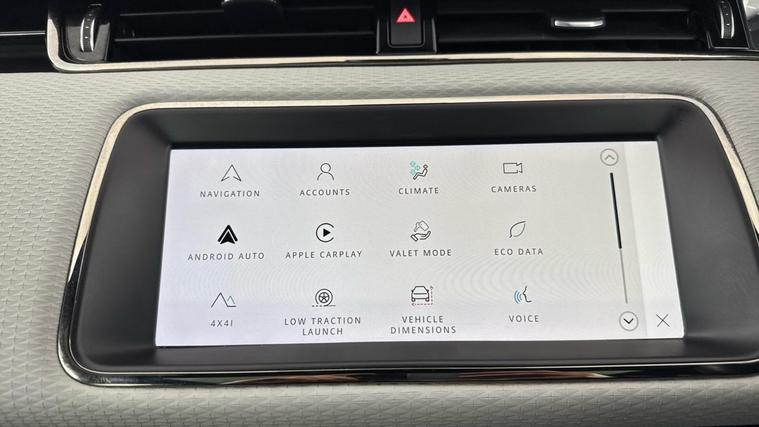 NAVIGATION
ACCOUNTS
CLIMATE
CAMERAS
ANDROID AUTO
APPLE CARPLAY
VALET MODE
ECO DATA
4X4I
LOW TRACTION
LAUNCH
VEHICLE
DIMENSIONS
VOICE